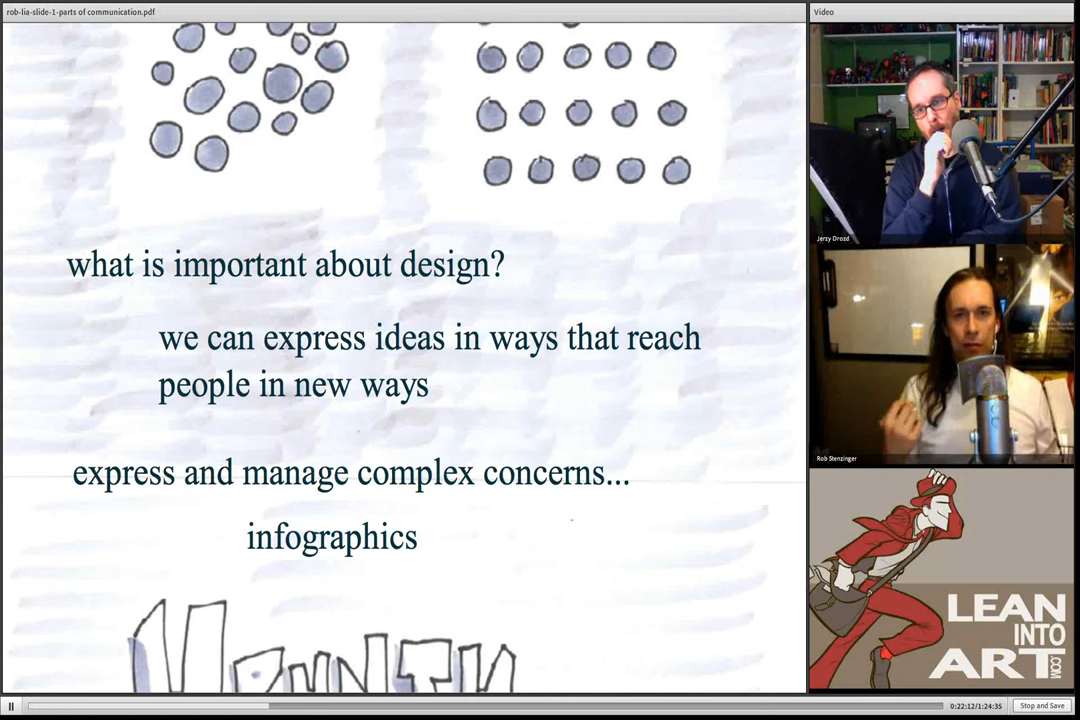 rob-lia-slide-1-parts of communication.pdf
Video
what is important about design?
we can express ideas in ways that reach
people in new ways
express and manage complex concerns...
infographics
Jerzy Drozd
Rob Stenzinger
LEAN
INTO
ART
.COM
0:22:12/1:24:35
Stop and Save